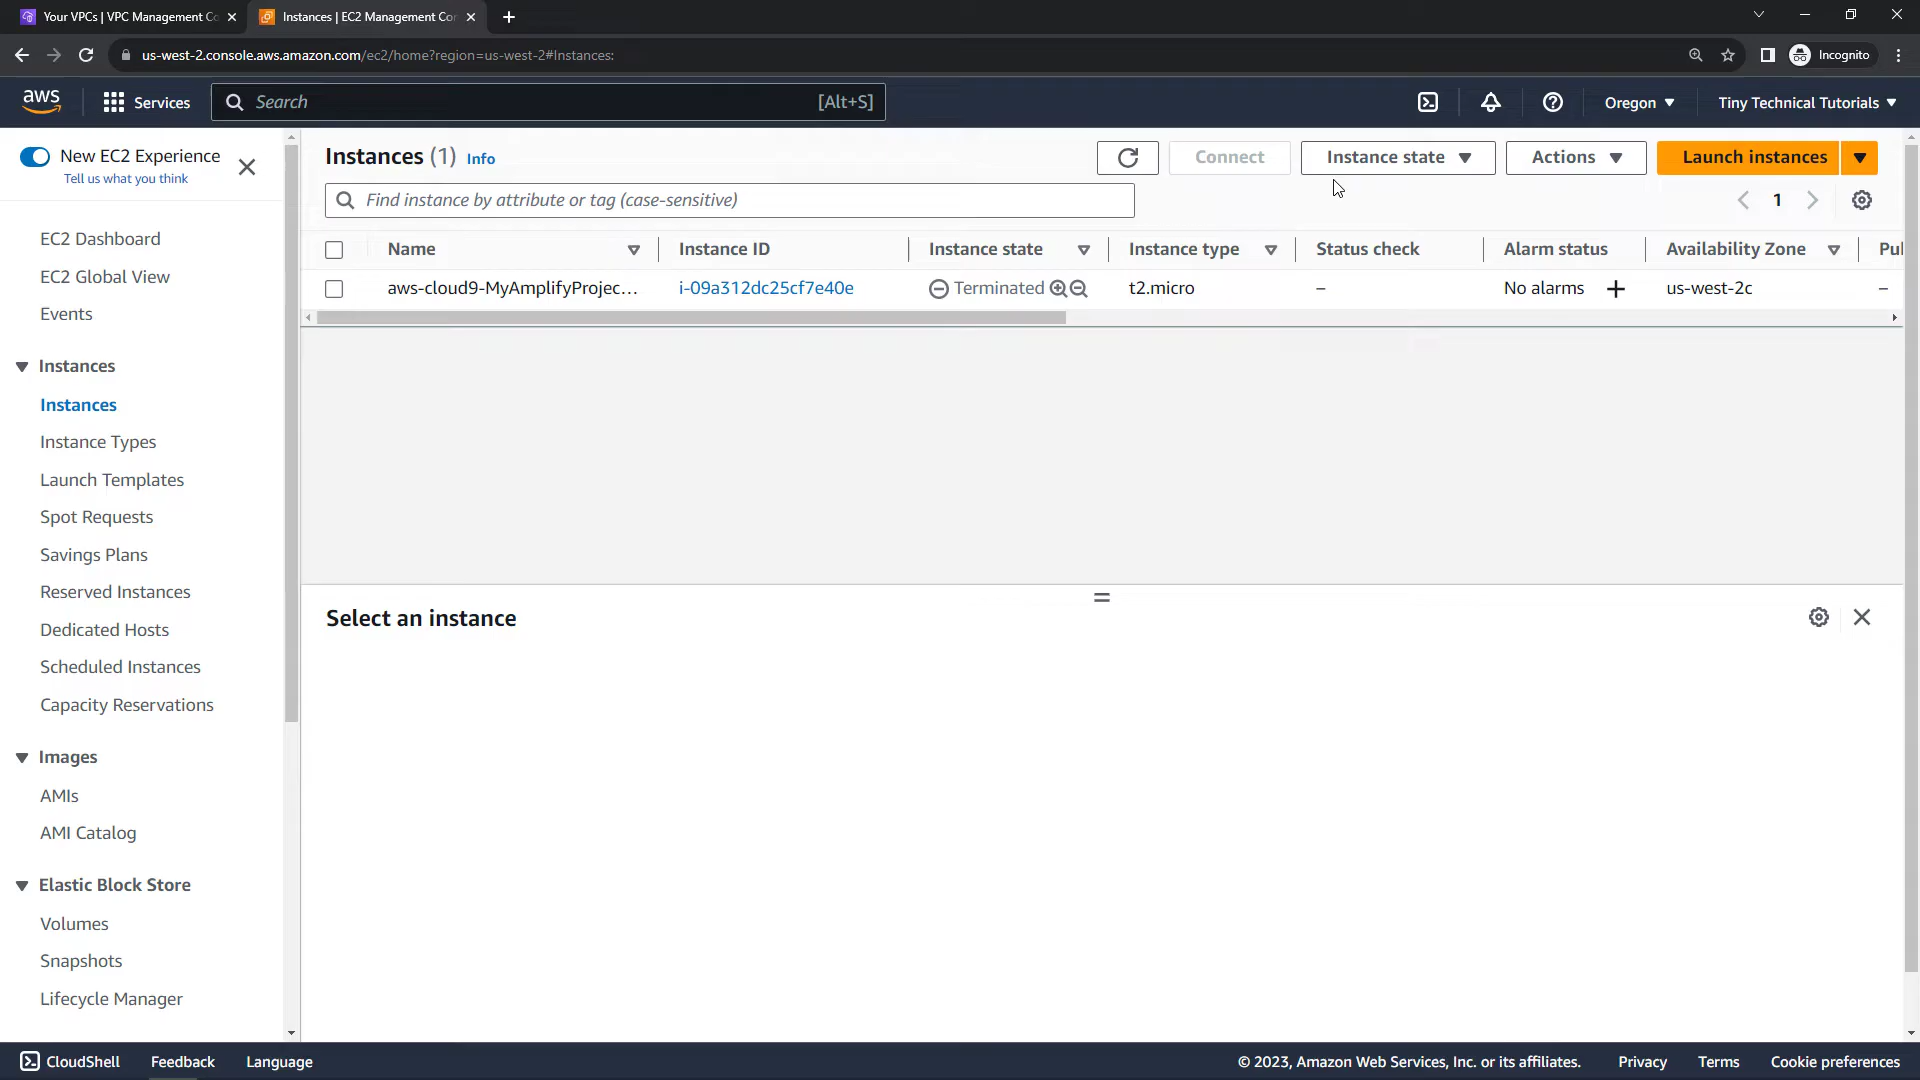 Your VPCs | VPC Management Co
Instances | EC2 Management Con
us-west-2.console.aws.amazon.com/ec2/home?region=us-west-2#Instances:
Incognito
aws
Services
Search
[Alt+S]
Oregon
Tiny Technical Tutorials
New EC2 Experience
Tell us what you think
EC2 Dashboard
EC2 Global View
Events
Instances
Instances
Instance Types
Launch Templates
Spot Requests
Savings Plans
Reserved Instances
Dedicated Hosts
Scheduled Instances
Capacity Reservations
Images
AMIs
AMI Catalog
Elastic Block Store
Volumes
Snapshots
Lifecycle Manager
Instances (1) Info
Connect
Instance state
Actions
Launch instances
Find instance by attribute or tag (case-sensitive)
1
Name Instance ID Instance state Instance type Status check Alarm status Availability Zone Pu
aws-cloud9-MyAmplifyProjec... i-09a312dc25cf7e40e Terminated t2.micro – No alarms + us-west-2c –
Select an instance
CloudShell Feedback Language
© 2023, Amazon Web Services, Inc. or its affiliates. Privacy Terms Cookie preferences